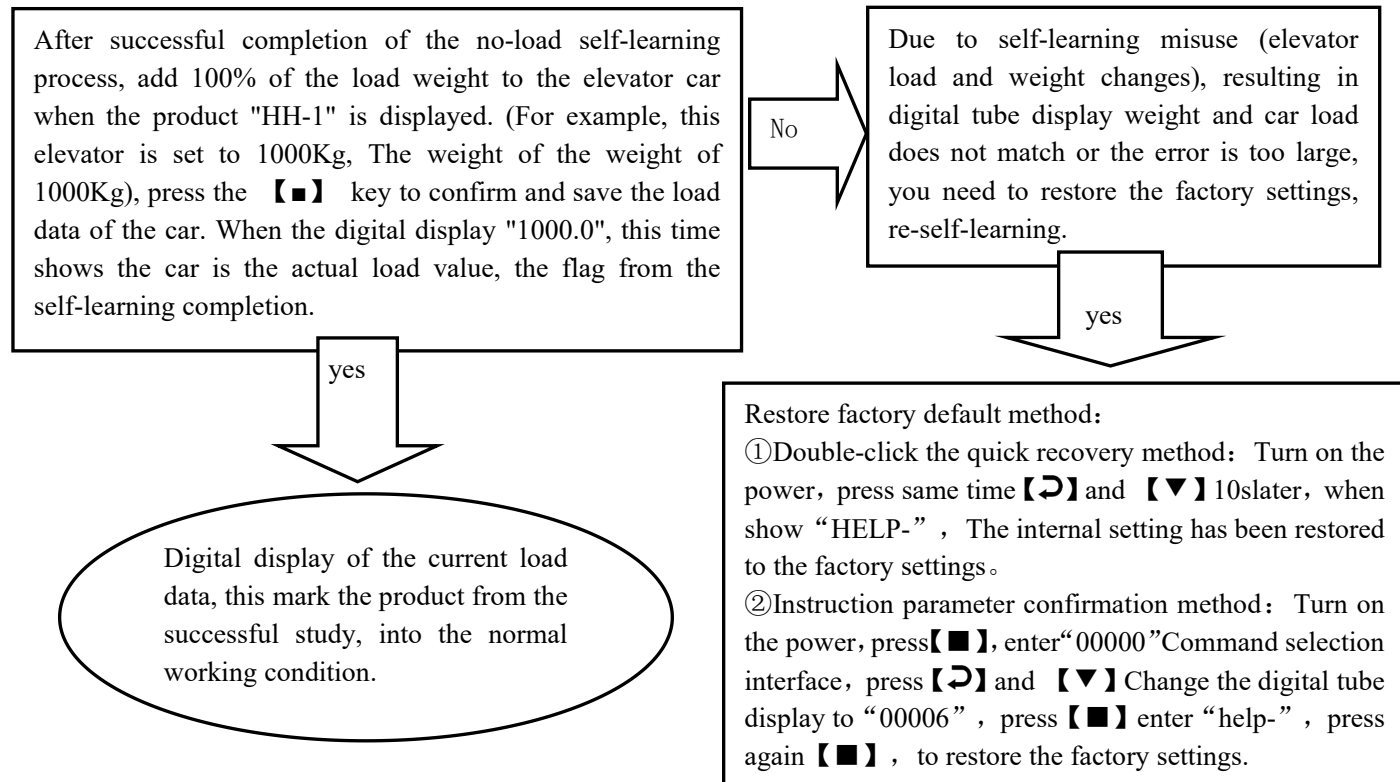 After successful completion of the no-load self-learning
process, add 100% of the load weight to the elevator car
when the product "HH-1" is displayed. (For example, this
elevator is set to 1000Kg, The weight of the weight of
1000Kg), press the 【■】 key to confirm and save the load
data of the car. When the digital display "1000.0", this time
shows the car is the actual load value, the flag from the
self-learning completion.
No
Due to self-learning misuse (elevator
load and weight changes), resulting in
digital tube display weight and car load
does not match or the error is too large,
you need to restore the factory settings,
re-self-learning.
yes
yes
Digital display of the current load
data, this mark the product from the
successful study, into the normal
working condition.
Restore factory default method：
①Double-click the quick recovery method：Turn on the
power，press same time【⮌】and 【▼】10slater，when
show “HELP-”，The internal setting has been restored
to the factory settings。
②Instruction parameter confirmation method：Turn on
the power，press【■】，enter“00000”Command selection
interface，press【⮌】and 【▼】Change the digital tube
display to “00006”，press【■】enter “help-”，press
again【■】，to restore the factory settings.